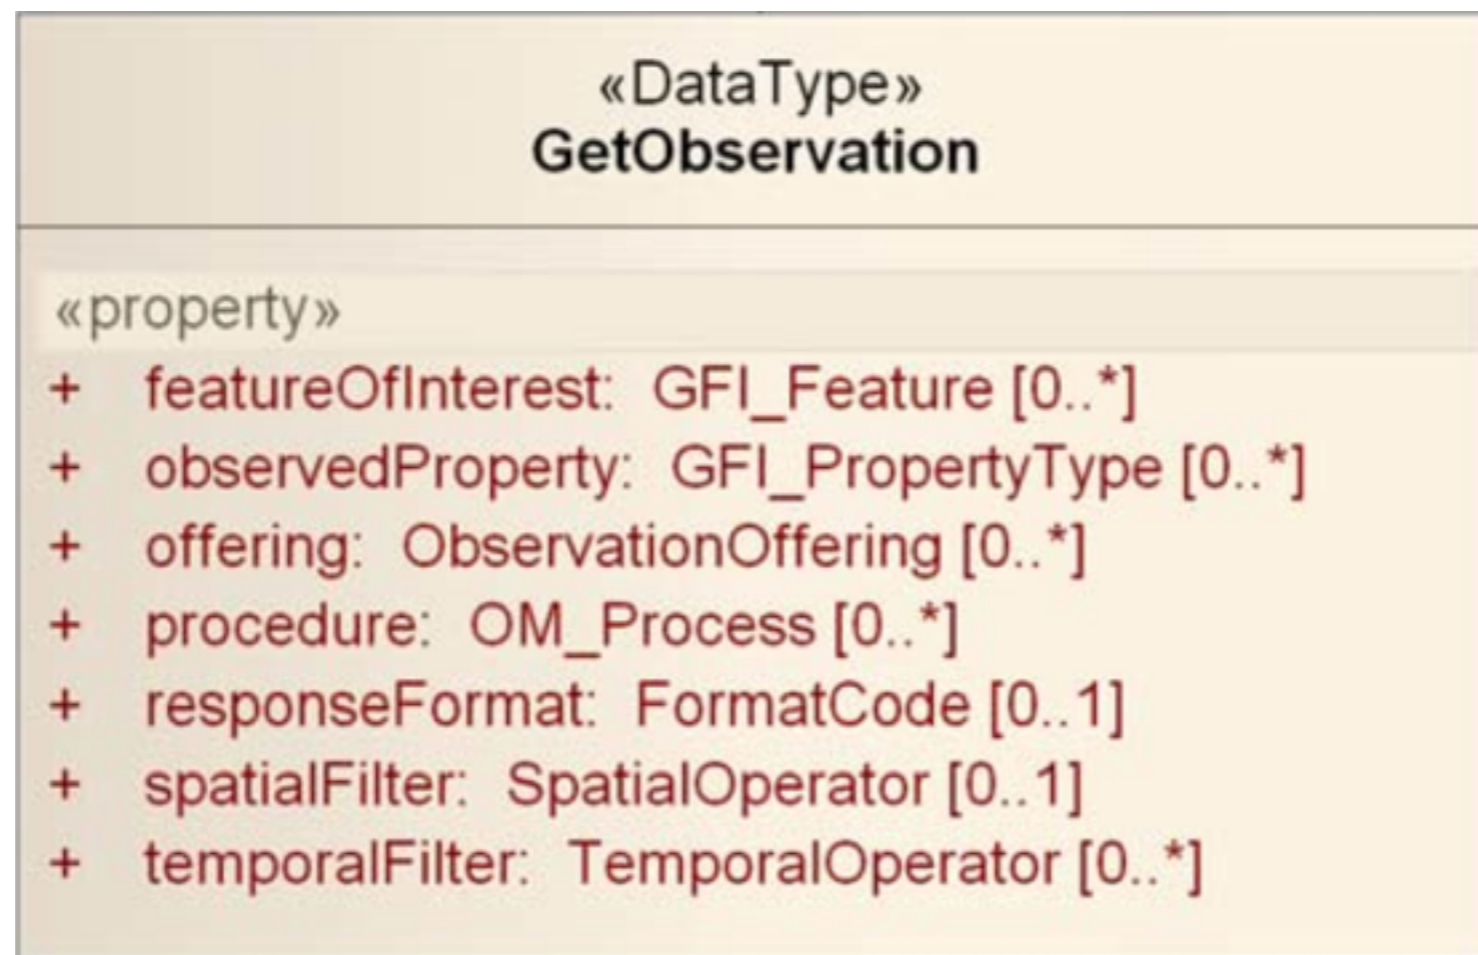 «DataType»
GetObservation
«property»
+ featureOfInterest: GFI_Feature [0..*]
+ observedProperty: GFI_PropertyType [0..*]
+ offering: ObservationOffering [0..*]
+ procedure: OM_Process [0..*]
+ responseFormat: FormatCode [0..1]
+ spatialFilter: SpatialOperator [0..1]
+ temporalFilter: TemporalOperator [0..*]